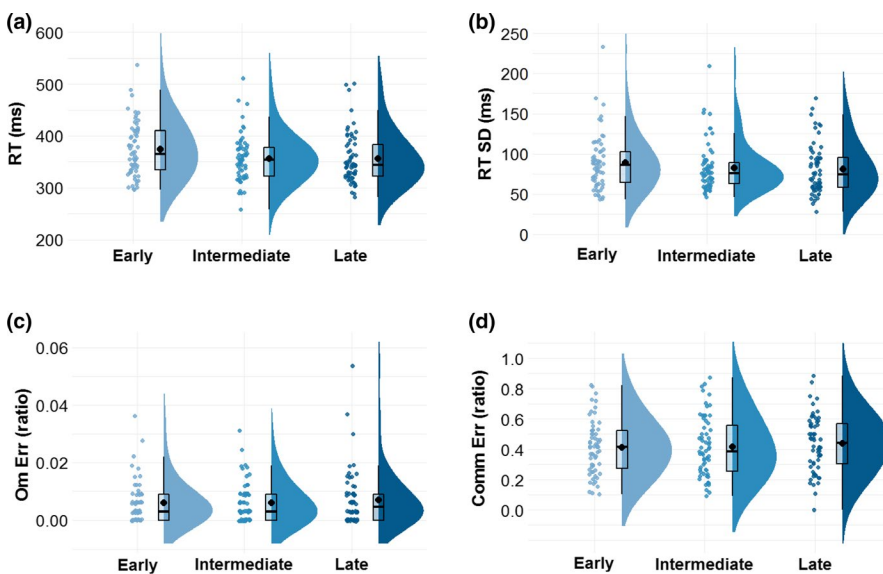 (a)
RT (ms)
600
500
400
300
200
Early Intermediate Late
(b)
RT SD (ms)
250
200
150
100
50
0
Early Intermediate Late
(c)
Om Err (ratio)
0.06
0.04
0.02
0.00
Early Intermediate Late
(d)
Comm Err (ratio)
1.0
0.8
0.6
0.4
0.2
0.0
Early Intermediate Late